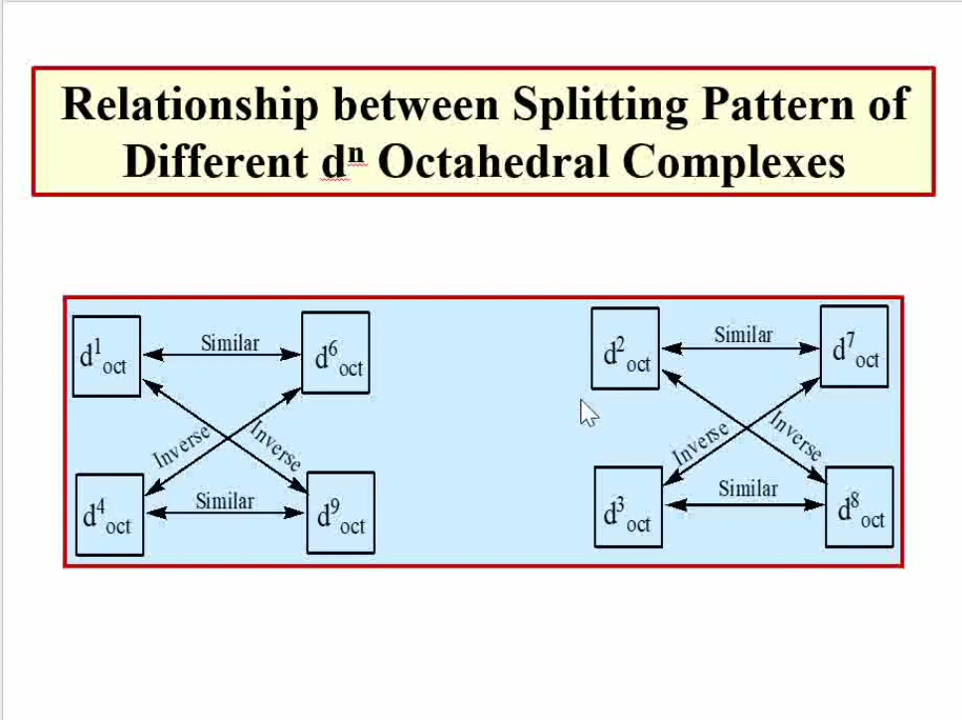 Relationship between Splitting Pattern of
Different dⁿ Octahedral Complexes
d¹oct
Similar
d⁶oct
Inverse
Inverse
d⁴oct
Similar
d⁹oct
d²oct
Similar
d⁷oct
Inverse
Inverse
d³oct
Similar
d⁸oct